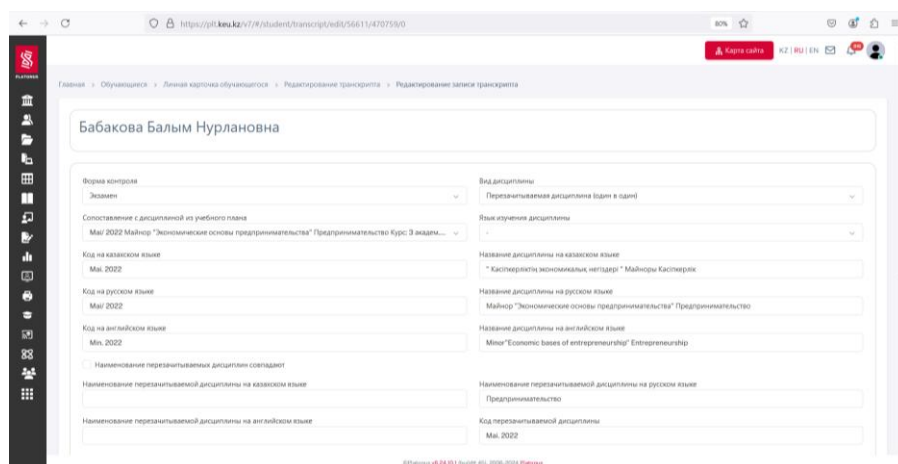 https://plt.keu.kz/v7/#/student/transcript/edit/56611/470759/0
80%
PLATONUS
Карта сайта KZ | RU | EN
Главная > Обучающиеся > Личная карточка обучающегося > Редактирование транскрипта > Редактирование записи транскрипта
Бабакова Балым Нурлановна
Форма контроля Вид дисциплины
Экзамен Перезачитываемая дисциплина (один в один)
Сопоставление с дисциплиной из учебного плана Язык изучения дисциплины
Mai/ 2022 Майнор "Экономические основы предпринимательства" Предпринимательство Курс: 3 академ.... -
Код на казахском языке Название дисциплины на казахском языке
Mai. 2022 " Кәсіпкерліктің экономикалық негіздері " Майноры Кәсіпкерлік
Код на русском языке Название дисциплины на русском языке
Mai/ 2022 Майнор "Экономические основы предпринимательства" Предпринимательство
Код на английском языке Название дисциплины на английском языке
Min. 2022 Minor"Economic bases of entrepreneurship" Entrepreneurship
Наименование перезачитываемых дисциплин совпадают
Наименование перезачитываемой дисциплины на казахском языке Наименование перезачитываемой дисциплины на русском языке
Предпринимательство
Наименование перезачитываемой дисциплины на английском языке Код перезачитываемой дисциплины
Mai. 2022
Platonus